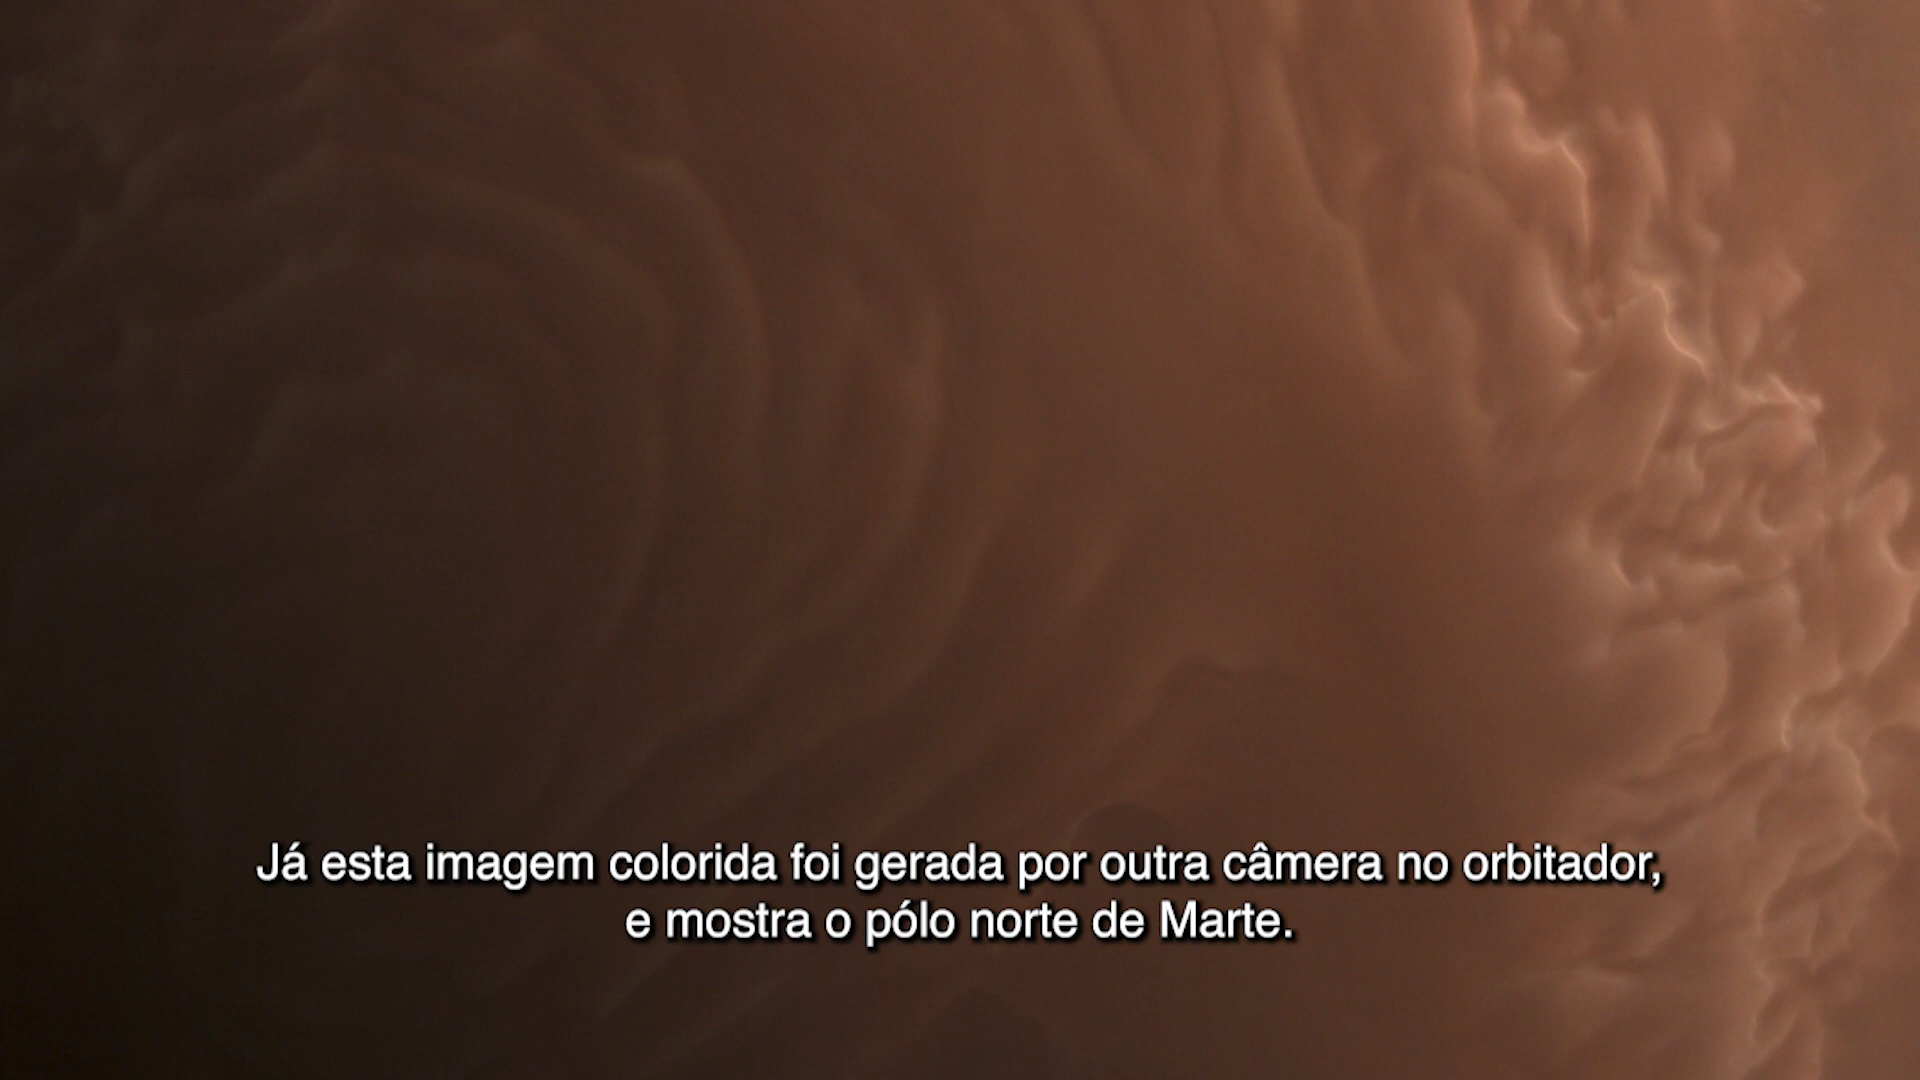 Já esta imagem colorida foi gerada por outra câmera no orbitador,
e mostra o pólo norte de Marte.